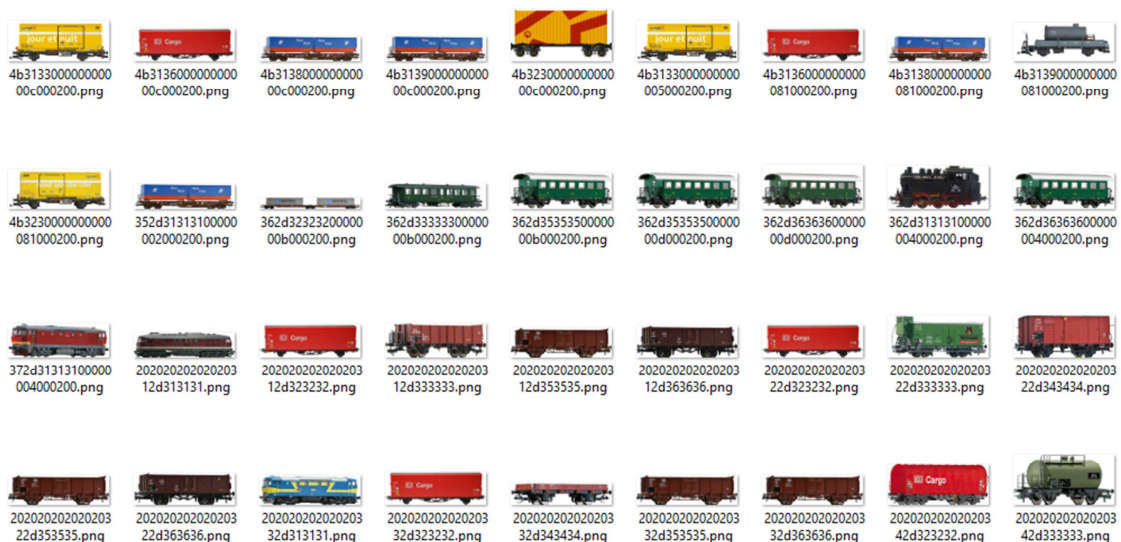 jour et nuit
Cargo
jour et nuit
Cargo
4b3133000000000
00c000200.png
4b3136000000000
00c000200.png
4b3138000000000
00c000200.png
4b3139000000000
00c000200.png
4b3230000000000
00c000200.png
4b3133000000000
005000200.png
4b3136000000000
081000200.png
4b3138000000000
081000200.png
4b3139000000000
081000200.png
4b3230000000000
081000200.png
352d31313100000
002000200.png
362d32323200000
00b000200.png
362d33333300000
00b000200.png
362d35353500000
00b000200.png
362d35353500000
00d000200.png
362d36363600000
00d000200.png
362d31313100000
004000200.png
362d36363600000
004000200.png
Cargo
Cargo
372d31313100000
004000200.png
202020202020203
12d313131.png
202020202020203
12d323232.png
202020202020203
12d333333.png
202020202020203
12d353535.png
202020202020203
12d363636.png
202020202020203
22d323232.png
202020202020203
22d333333.png
202020202020203
22d343434.png
Cargo
Cargo
202020202020203
22d353535.png
202020202020203
22d363636.png
202020202020203
32d313131.png
202020202020203
32d323232.png
202020202020203
32d343434.png
202020202020203
32d353535.png
202020202020203
32d363636.png
202020202020203
42d323232.png
202020202020203
42d333333.png